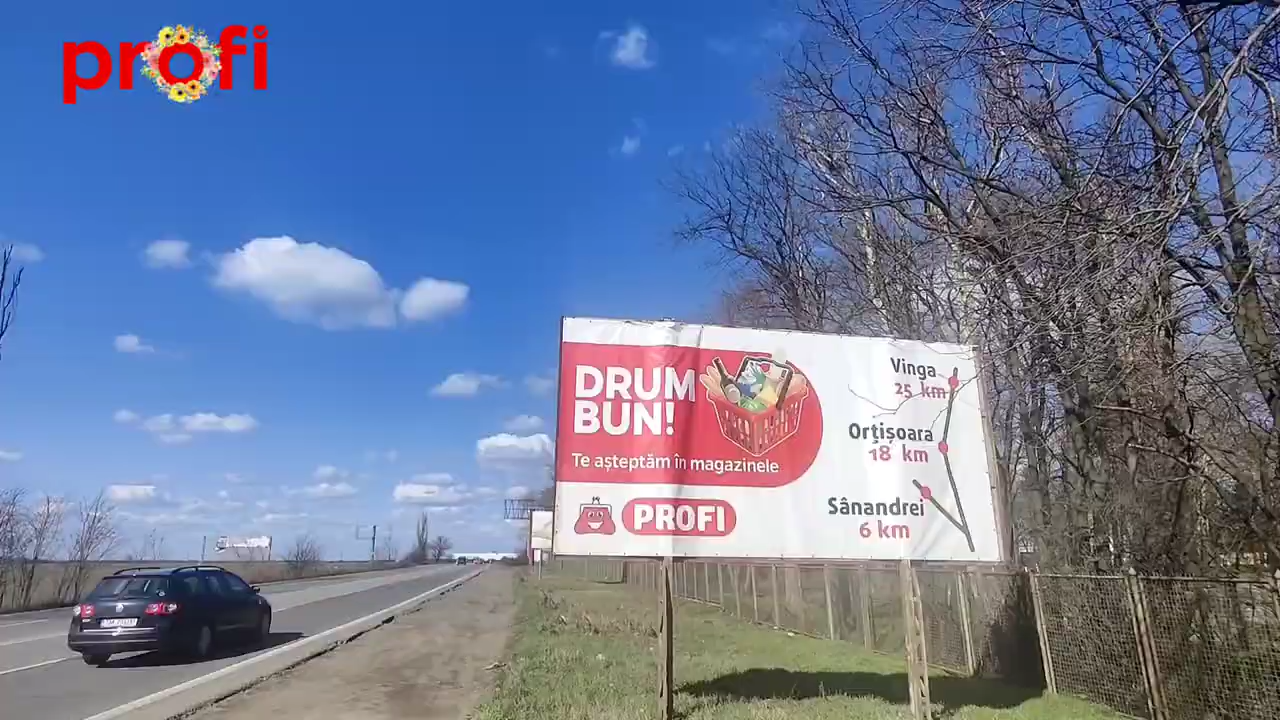 profi
DRUM
BUN!
Te așteptăm în magazinele
PROFI
Vinga
25 km
Orțișoara
18 km
Sânandrei
6 km